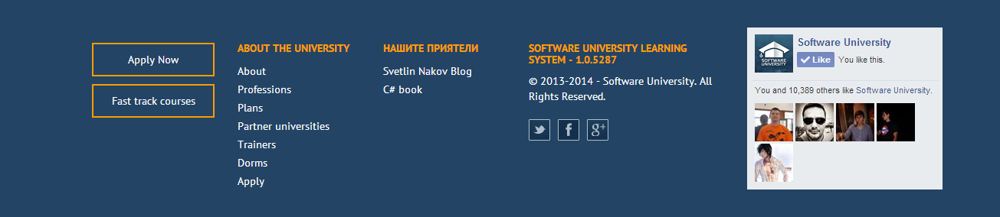 Apply Now
Fast track courses
ABOUT THE UNIVERSITY
About
Professions
Plans
Partner universities
Trainers
Dorms
Apply
НАШИТЕ ПРИЯТЕЛИ
Svetlin Nakov Blog
C# book
SOFTWARE UNIVERSITY LEARNING
SYSTEM - 1.0.5287
© 2013-2014 - Software University. All
Rights Reserved.
f
g+
SOFTWARE
UNIVERSITY
Software University
Like
You like this.
You and 10,389 others like Software University.